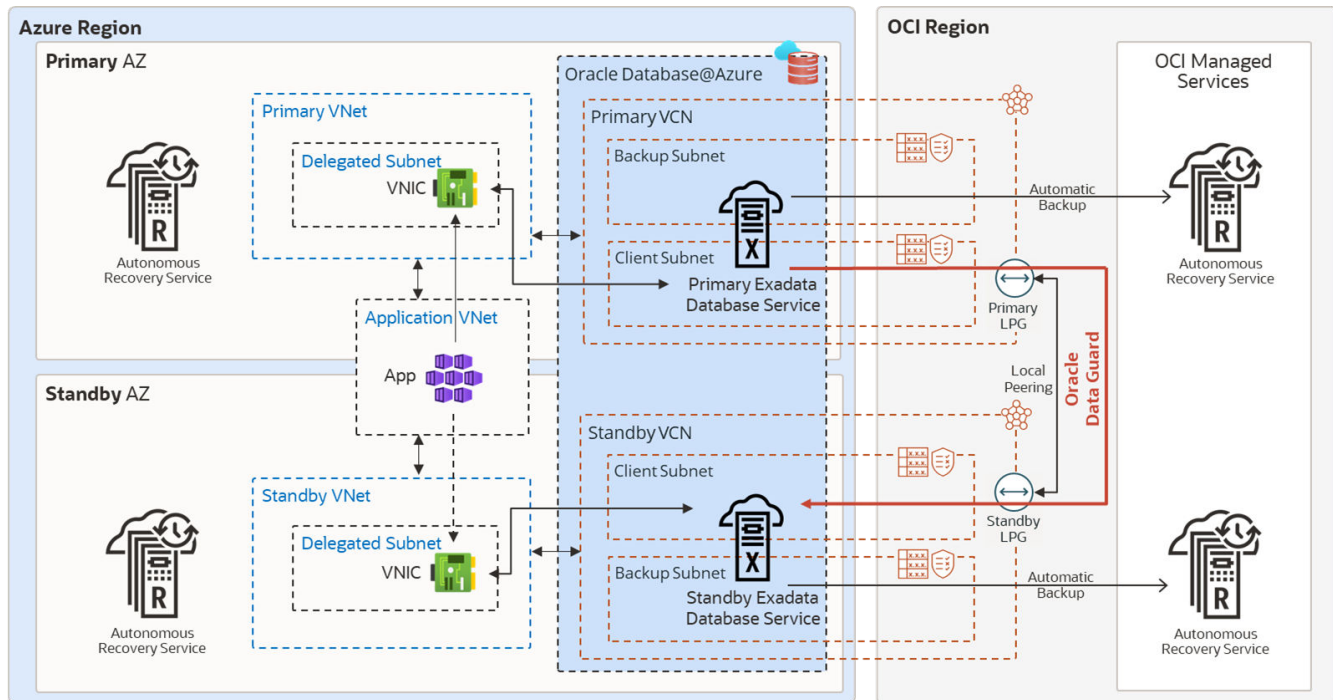 Azure Region
Primary AZ
Autonomous
Recovery Service
Primary VNet
Delegated Subnet
VNIC
Application VNet
App
Oracle Database@Azure
Primary VCN
Backup Subnet
Client Subnet
X
Primary Exadata
Database Service
R
Standby AZ
Autonomous
Recovery Service
R
Standby VNet
Delegated Subnet
VNIC
Standby VCN
Client Subnet
Backup Subnet
X
Standby Exadata
Database Service
OCI Region
Automatic
Backup
Primary
LPG
Local
Peering
Oracle
Data Guard
Standby
LPG
Automatic
Backup
OCI Managed
Services
R
Autonomous
Recovery Service
R
Autonomous
Recovery Service